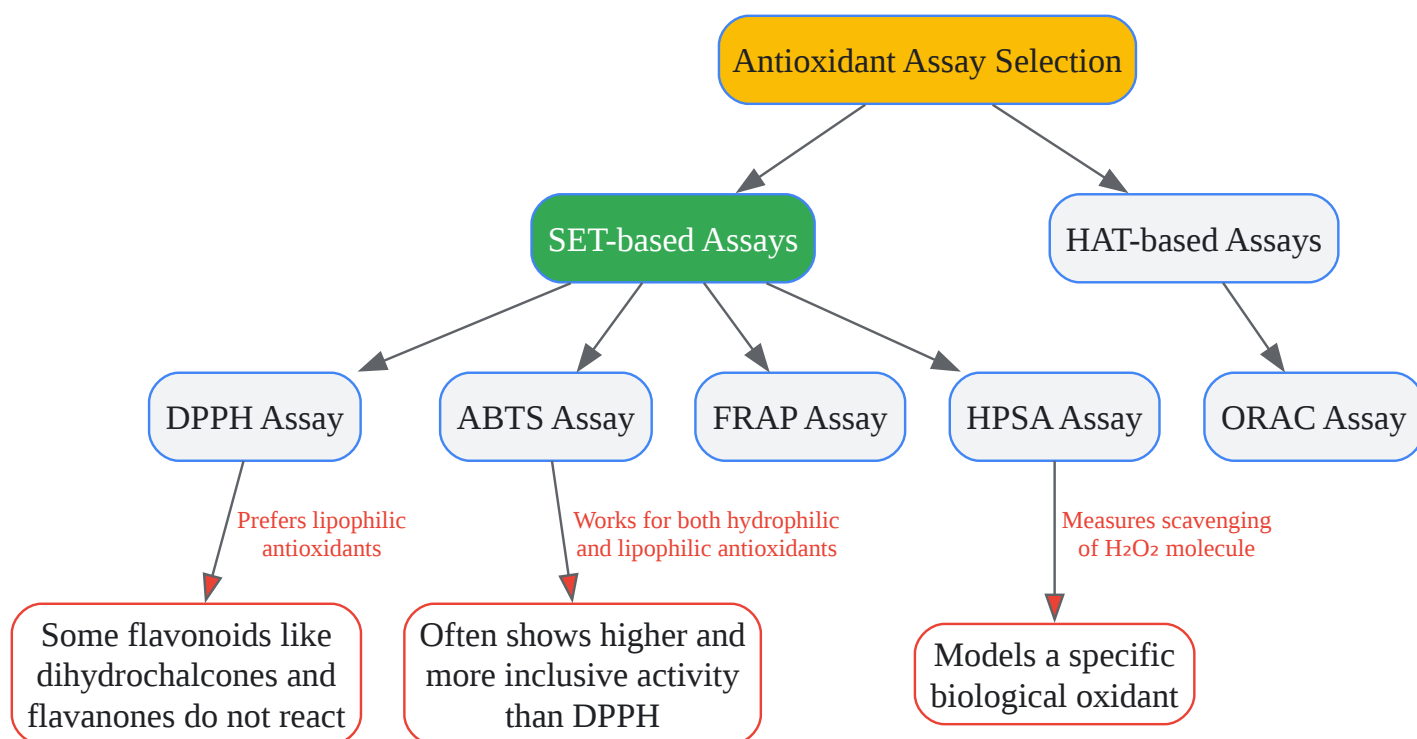 Antioxidant Assay Selection
SET-based Assays
HAT-based Assays
DPPH Assay
ABTS Assay
FRAP Assay
HPSA Assay
ORAC Assay
Prefers lipophilic
antioxidants
Works for both hydrophilic
and lipophilic antioxidants
Measures scavenging
of H₂O₂ molecule
Some flavonoids like
dihydrochalcones and
flavanones do not react
Often shows higher and
more inclusive activity
than DPPH
Models a specific
biological oxidant